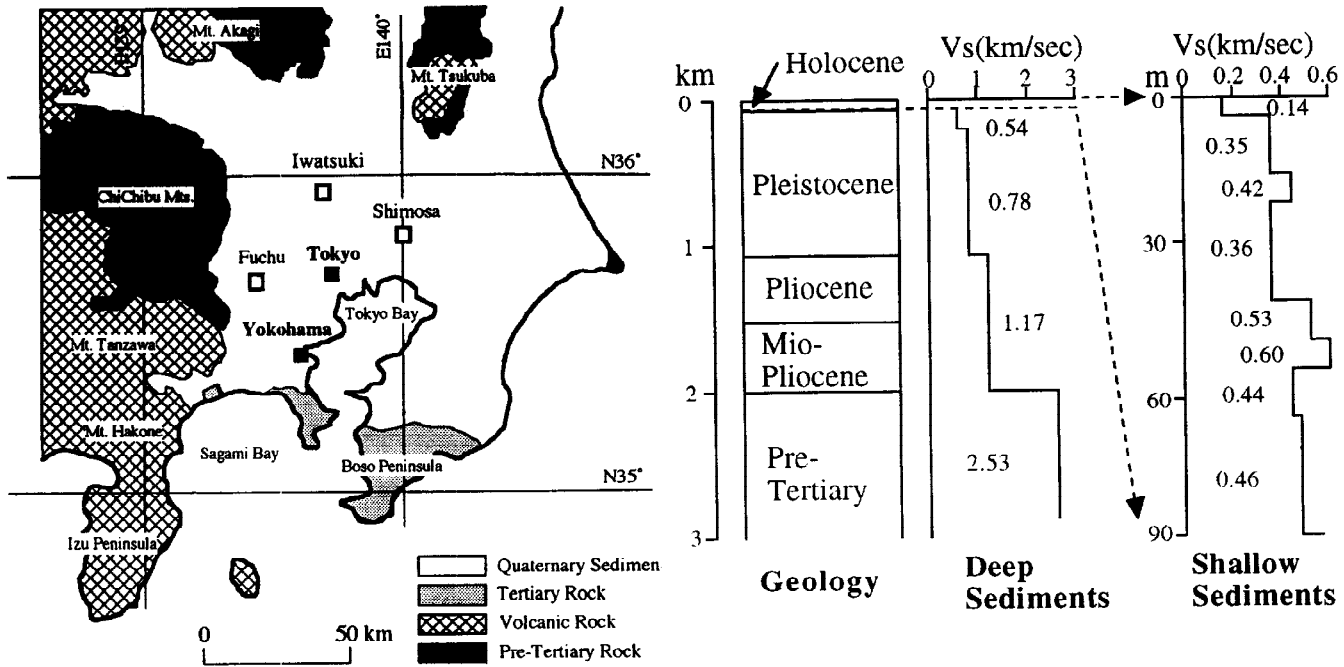 Mt. Akagi
E139°
E140°
Mt. Tsukuba
Iwatsuki
N36°
ChiChibu Mts.
Shimosa
Fuchu
Tokyo
Tokyo Bay
Yokohama
Mt. Tanzawa
Mt. Hakone
Sagami Bay
Boso Peninsula
N35°
Izu Peninsula
Quaternary Sedimen
Tertiary Rock
Volcanic Rock
Pre-Tertiary Rock
0 50 km
km
0
1
2
3
Holocene
Pleistocene
Pliocene
Mio-
Pliocene
Pre-
Tertiary
Geology
Vs(km/sec)
0 1 2 3
0.54
0.78
1.17
2.53
Deep
Sediments
Vs(km/sec)
m 0 0.2 0.4 0.6
0
30
60
90
0.14
0.35
0.42
0.36
0.53
0.60
0.44
0.46
Shallow
Sediments